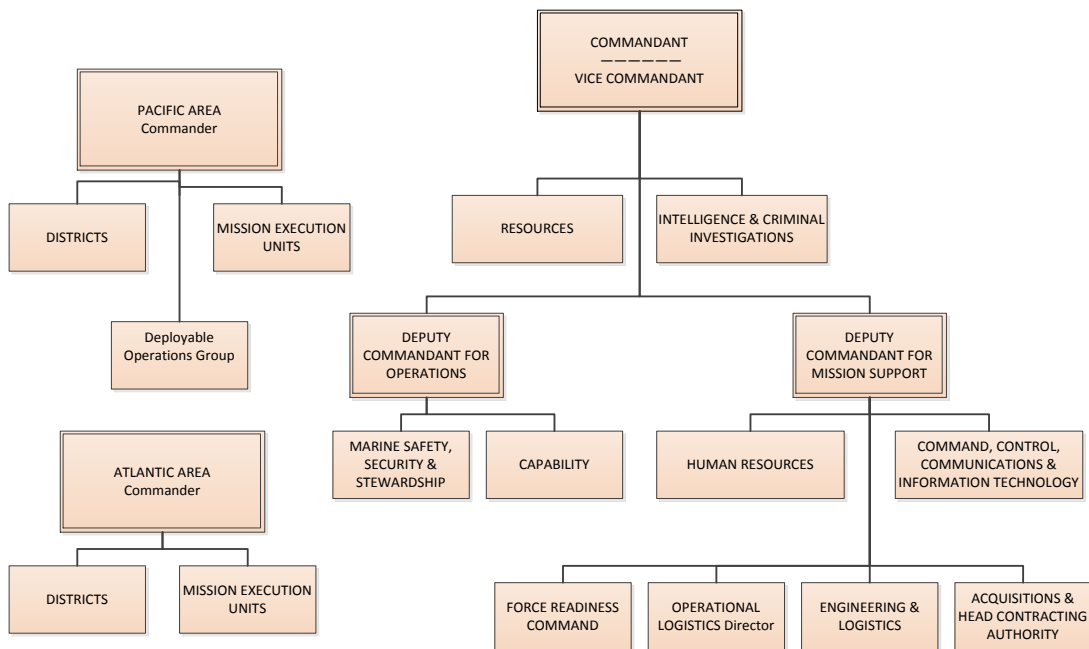 COMMANDANT
——————
VICE COMMANDANT
PACIFIC AREA
Commander
DISTRICTS
MISSION EXECUTION
UNITS
RESOURCES
INTELLIGENCE & CRIMINAL
INVESTIGATIONS
Deployable
Operations Group
DEPUTY
COMMANDANT FOR
OPERATIONS
DEPUTY
COMMANDANT FOR
MISSION SUPPORT
MARINE SAFETY,
SECURITY &
STEWARDSHIP
CAPABILITY
HUMAN RESOURCES
COMMAND, CONTROL,
COMMUNICATIONS &
INFORMATION TECHNOLOGY
ATLANTIC AREA
Commander
DISTRICTS
MISSION EXECUTION
UNITS
FORCE READINESS
COMMAND
OPERATIONAL
LOGISTICS Director
ENGINEERING &
LOGISTICS
ACQUISITIONS &
HEAD CONTRACTING
AUTHORITY